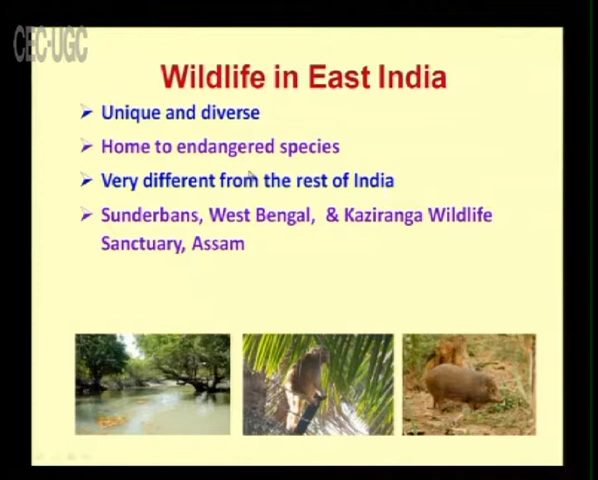 CEC-UGC
Wildlife in East India
Unique and diverse
Home to endangered species
Very different from the rest of India
Sunderbans, West Bengal, & Kaziranga Wildlife
Sanctuary, Assam